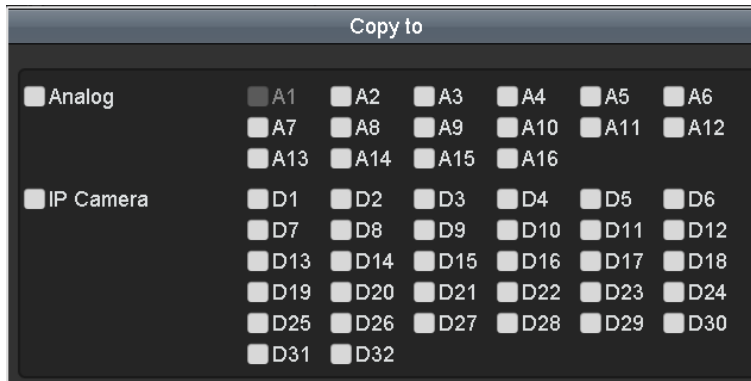 Copy to
Analog A1 A2 A3 A4 A5 A6
A7 A8 A9 A10 A11 A12
A13 A14 A15 A16
IP Camera D1 D2 D3 D4 D5 D6
D7 D8 D9 D10 D11 D12
D13 D14 D15 D16 D17 D18
D19 D20 D21 D22 D23 D24
D25 D26 D27 D28 D29 D30
D31 D32